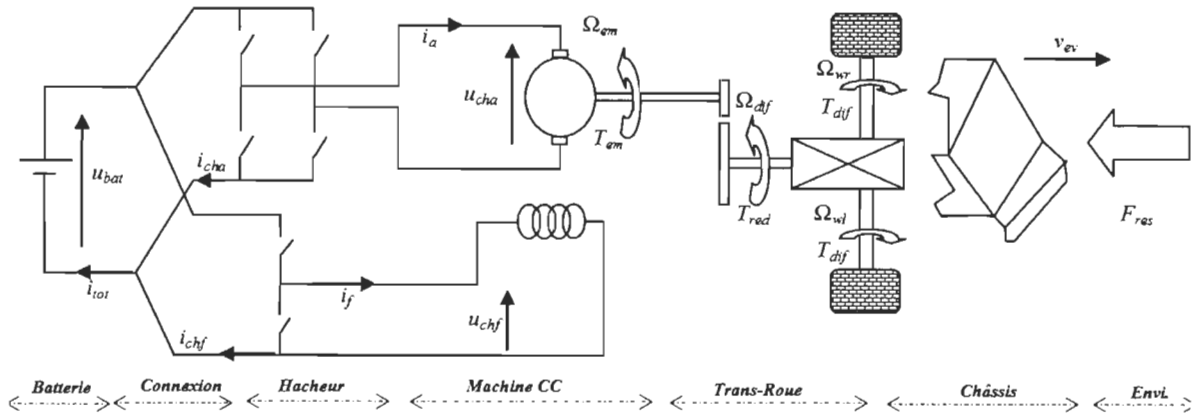 i_a
Ω_em
u_cha
T_em
Ω_dif
T_red
Ω_wr
T_dif
v_ev
F_res
i_cha
u_bat
i_tot
Ω_wl
T_dif
i_f
u_chf
i_chf
Batterie Connexion Hacheur Machine CC Trans-Roue Châssis Envi.